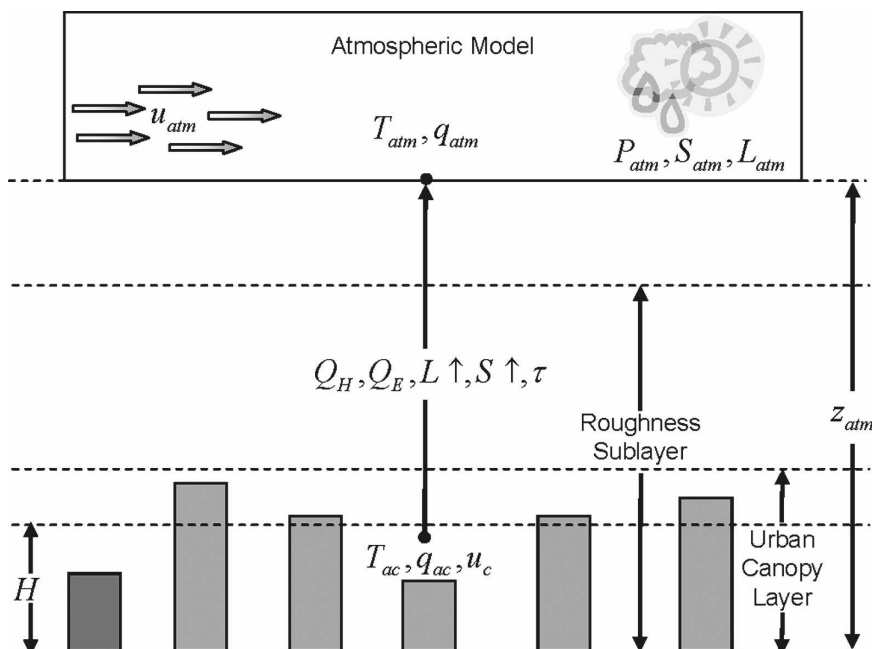 Atmospheric Model
u_atm
T_atm, q_atm
P_atm, S_atm, L_atm
Q_H, Q_E, L ↑, S ↑, τ
z_atm
Roughness
Sublayer
T_ac, q_ac, u_c
H
Urban
Canopy
Layer